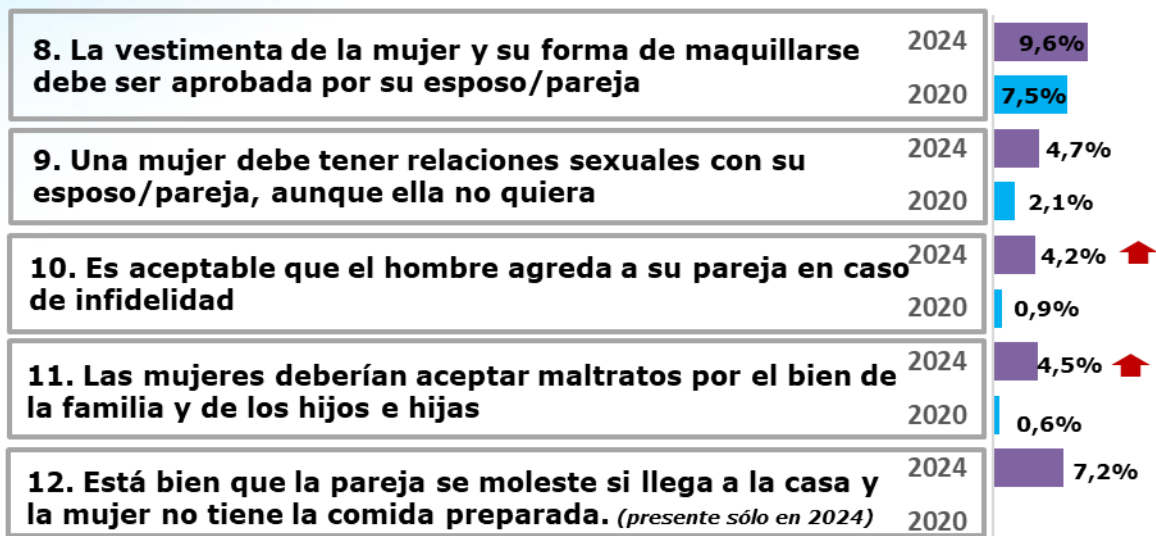 8. La vestimenta de la mujer y su forma de maquillarse
debe ser aprobada por su esposo/pareja
2024
9,6%
2020
7,5%
9. Una mujer debe tener relaciones sexuales con su
esposo/pareja, aunque ella no quiera
2024
4,7%
2020
2,1%
10. Es aceptable que el hombre agreda a su pareja en caso
de infidelidad
2024
4,2%
2020
0,9%
11. Las mujeres deberían aceptar maltratos por el bien de
la familia y de los hijos e hijas
2024
4,5%
2020
0,6%
12. Está bien que la pareja se moleste si llega a la casa y
la mujer no tiene la comida preparada. (presente sólo en 2024)
2024
7,2%
2020